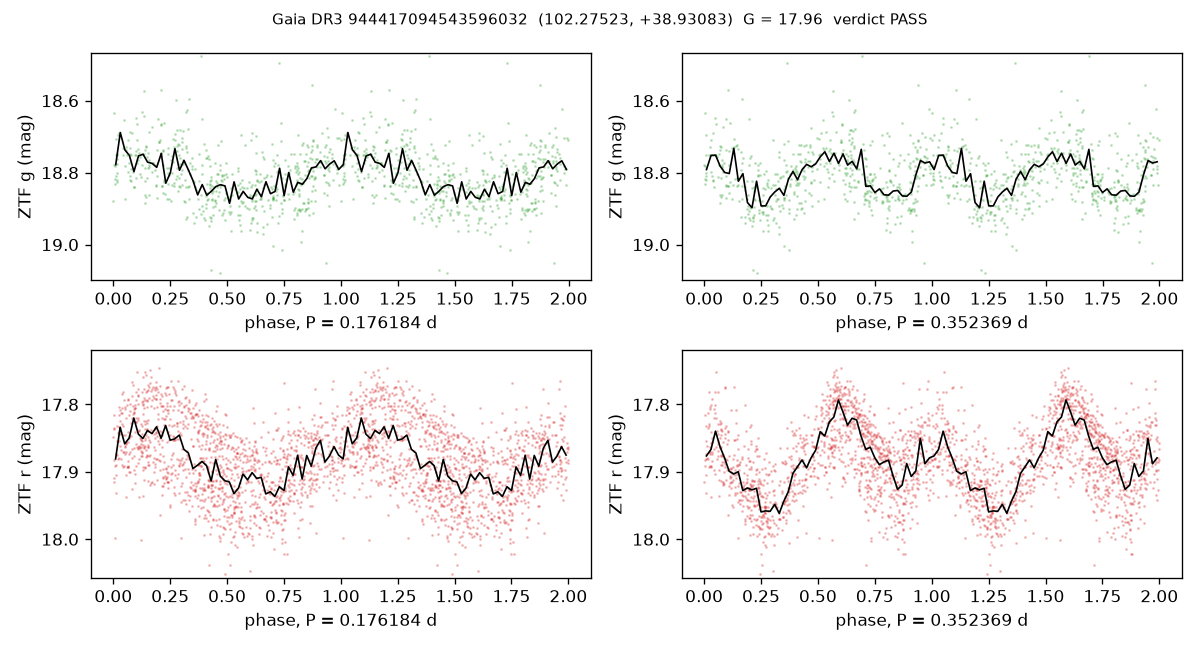 Gaia DR3 944417094543596032 (102.27523, +38.93083) G = 17.96 verdict PASS
ZTF g (mag)
18.6
18.8
19.0
0.00 0.25 0.50 0.75 1.00 1.25 1.50 1.75 2.00
phase, P = 0.176184 d
ZTF g (mag)
18.6
18.8
19.0
0.00 0.25 0.50 0.75 1.00 1.25 1.50 1.75 2.00
phase, P = 0.352369 d
ZTF r (mag)
17.8
17.9
18.0
0.00 0.25 0.50 0.75 1.00 1.25 1.50 1.75 2.00
phase, P = 0.176184 d
ZTF r (mag)
17.8
17.9
18.0
0.00 0.25 0.50 0.75 1.00 1.25 1.50 1.75 2.00
phase, P = 0.352369 d